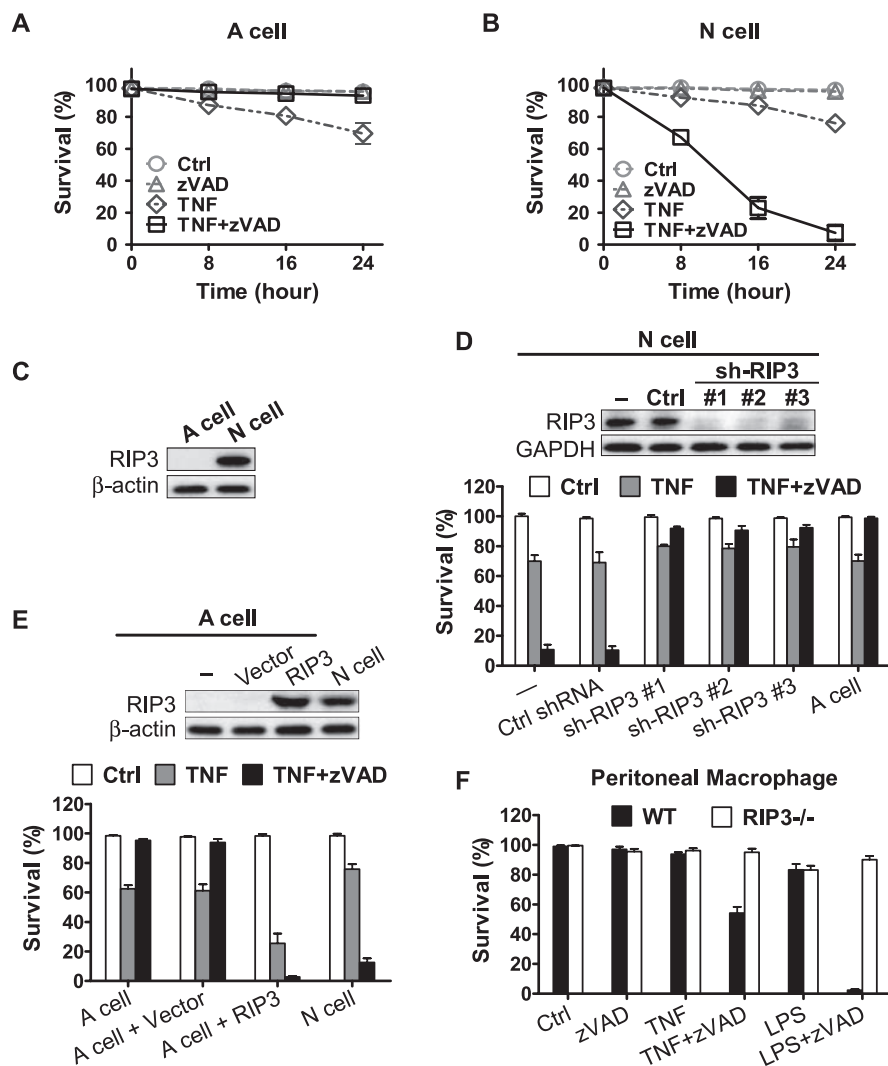 A
A cell
Survival (%)
100
80
60
40
20
0
Ctrl
zVAD
TNF
TNF+zVAD
0 8 16 24
Time (hour)
B
N cell
Survival (%)
100
80
60
40
20
0
Ctrl
zVAD
TNF
TNF+zVAD
0 8 16 24
Time (hour)
C
A cell N cell
RIP3
β-actin
D
N cell
sh-RIP3
– Ctrl #1 #2 #3
RIP3
GAPDH
Ctrl TNF TNF+zVAD
Survival (%)
120
100
80
60
40
20
0
— Ctrl shRNA sh-RIP3 #1 sh-RIP3 #2 sh-RIP3 #3 A cell
E
A cell
– Vector RIP3 N cell
RIP3
β-actin
Ctrl TNF TNF+zVAD
Survival (%)
120
100
80
60
40
20
0
A cell A cell + Vector A cell + RIP3 N cell
F
Peritoneal Macrophage
WT RIP3-/-
Survival (%)
120
100
80
60
40
20
0
Ctrl zVAD TNF TNF+zVAD LPS LPS+zVAD